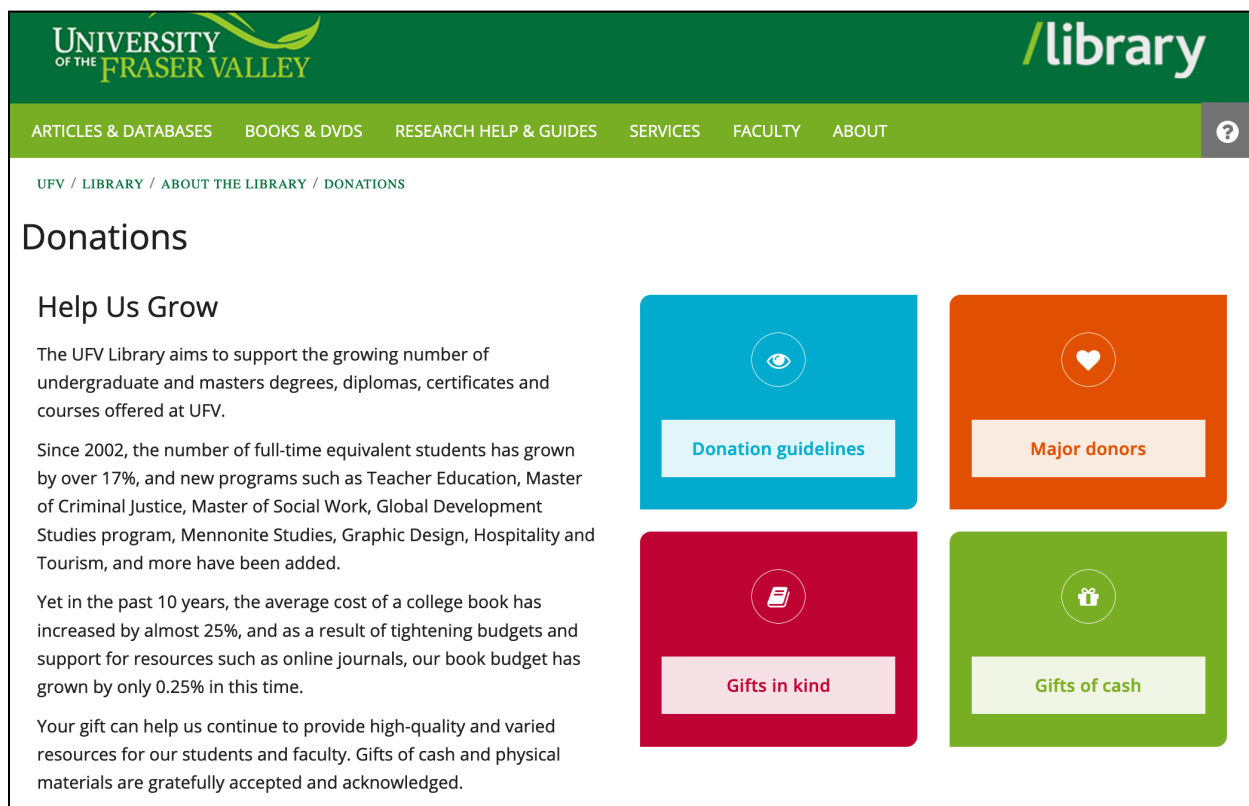 UNIVERSITY
OF THE FRASER VALLEY
/library
ARTICLES & DATABASES BOOKS & DVDS RESEARCH HELP & GUIDES SERVICES FACULTY ABOUT
UFV / LIBRARY / ABOUT THE LIBRARY / DONATIONS
Donations
Help Us Grow
The UFV Library aims to support the growing number of
undergraduate and masters degrees, diplomas, certificates and
courses offered at UFV.
Since 2002, the number of full-time equivalent students has grown
by over 17%, and new programs such as Teacher Education, Master
of Criminal Justice, Master of Social Work, Global Development
Studies program, Mennonite Studies, Graphic Design, Hospitality and
Tourism, and more have been added.
Yet in the past 10 years, the average cost of a college book has
increased by almost 25%, and as a result of tightening budgets and
support for resources such as online journals, our book budget has
grown by only 0.25% in this time.
Your gift can help us continue to provide high-quality and varied
resources for our students and faculty. Gifts of cash and physical
materials are gratefully accepted and acknowledged.
Donation guidelines
Major donors
Gifts in kind
Gifts of cash